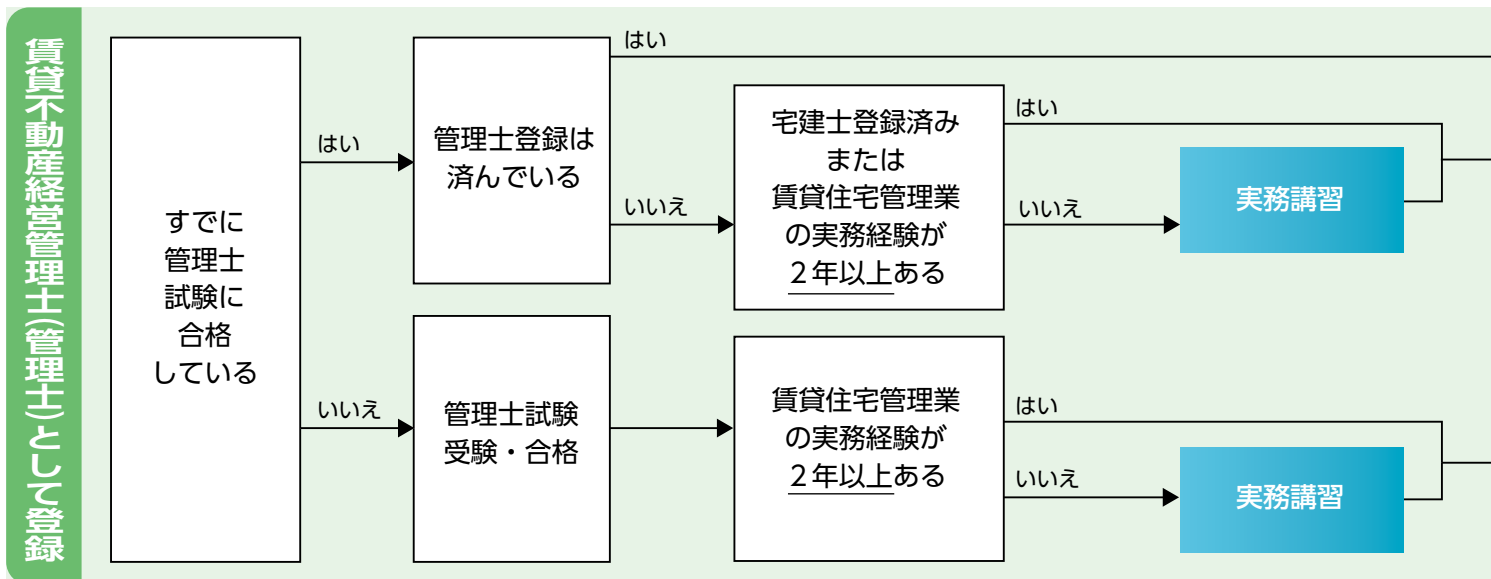 賃貸不動産経営管理士(管理士)として登録
すでに
管理士
試験に
合格
している
はい
いいえ
管理士登録は
済んでいる
はい
いいえ
管理士試験
受験・合格
宅建士登録済み
または
賃貸住宅管理業
の実務経験が
２年以上ある
はい
いいえ
実務講習
賃貸住宅管理業
の実務経験が
２年以上ある
はい
いいえ
実務講習